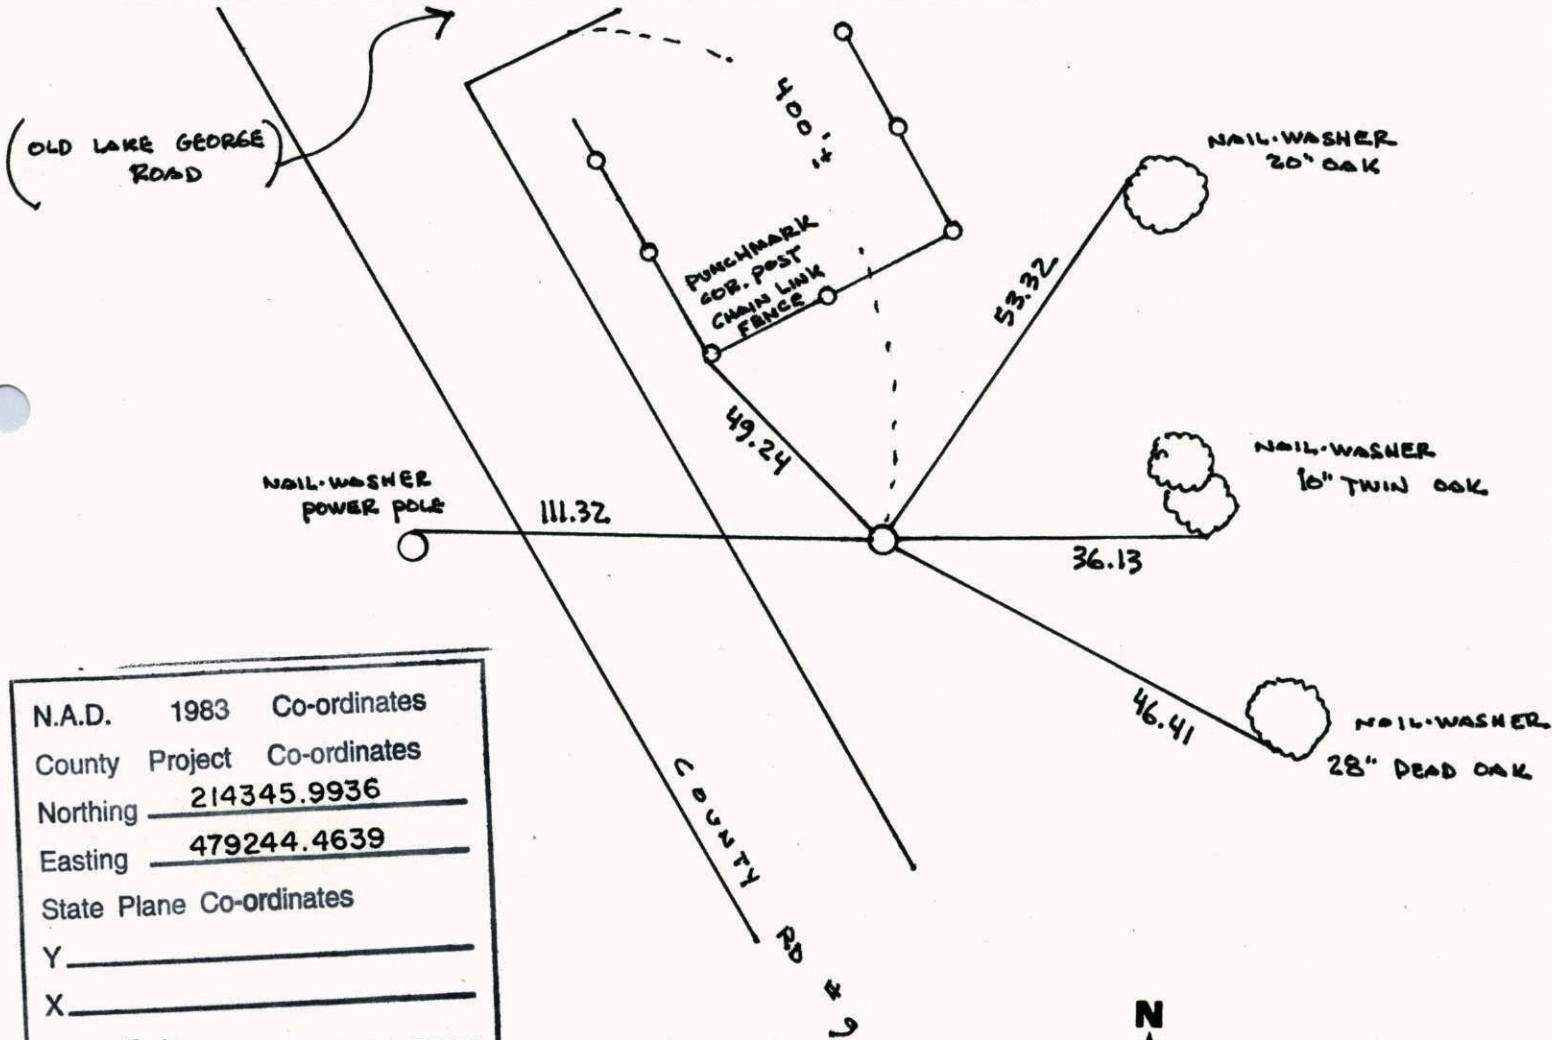 (OLD LAKE GEORGE
ROAD)
400' ±
NAIL·WASHER
20" OAK
PUNCHMARK
COR. POST
CHAIN LINK
FENCE
53.32
49.24
NAIL·WASHER
POWER POLE
111.32
NAIL·WASHER
10" TWIN OAK
36.13
46.41
NAIL·WASHER
28" DEAD OAK
COUNTY RD # 9
N.A.D. 1983 Co-ordinates
County Project Co-ordinates
Northing 214345.9936
Easting 479244.4639
State Plane Co-ordinates
Y
X
N